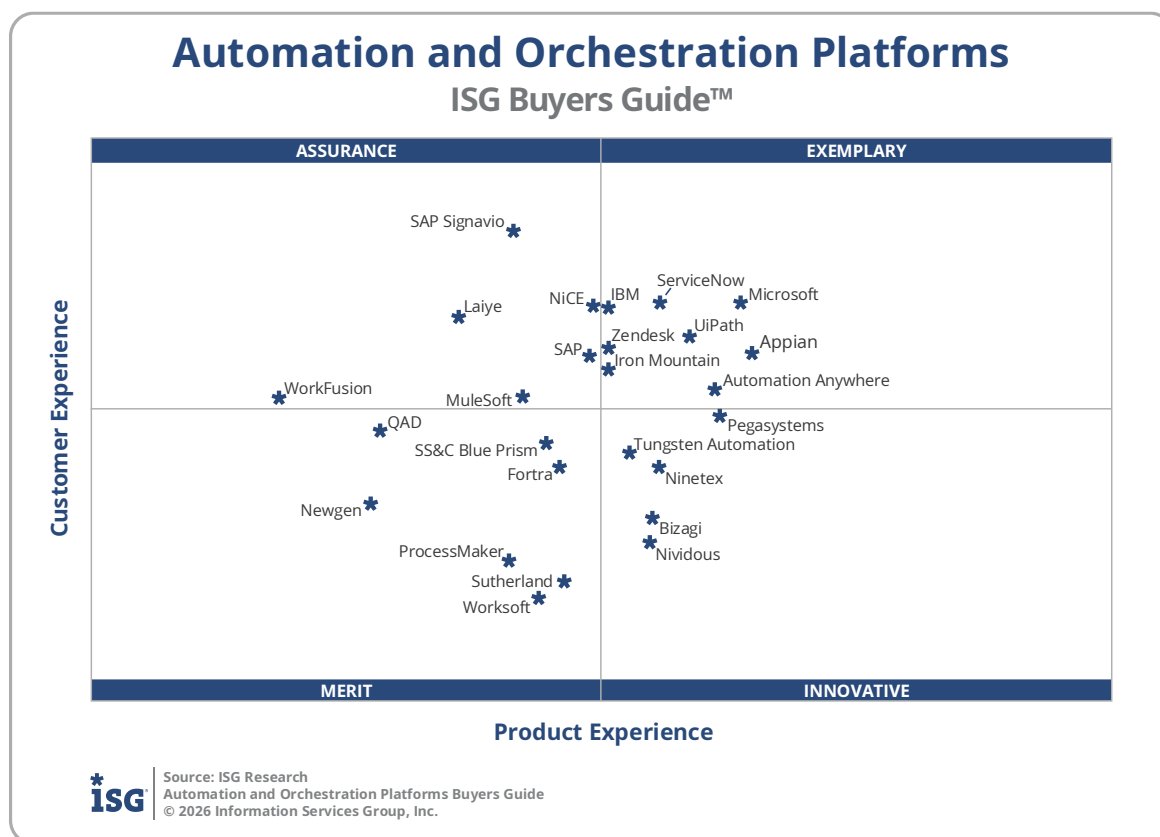 Automation and Orchestration Platforms
ISG Buyers Guide™
ASSURANCE
EXEMPLARY
SAP Signavio
ServiceNow
NiCE
IBM
Microsoft
Laiye
UiPath
Zendesk
Appian
SAP
Iron Mountain
Automation Anywhere
WorkFusion
MuleSoft
QAD
Pegasystems
Tungsten Automation
SS&C Blue Prism
Fortra
Ninetex
Newgen
Bizagi
ProcessMaker
Nividous
Sutherland
Worksoft
Customer Experience
MERIT
INNOVATIVE
Product Experience
iSG
Source: ISG Research
Automation and Orchestration Platforms Buyers Guide
© 2026 Information Services Group, Inc.